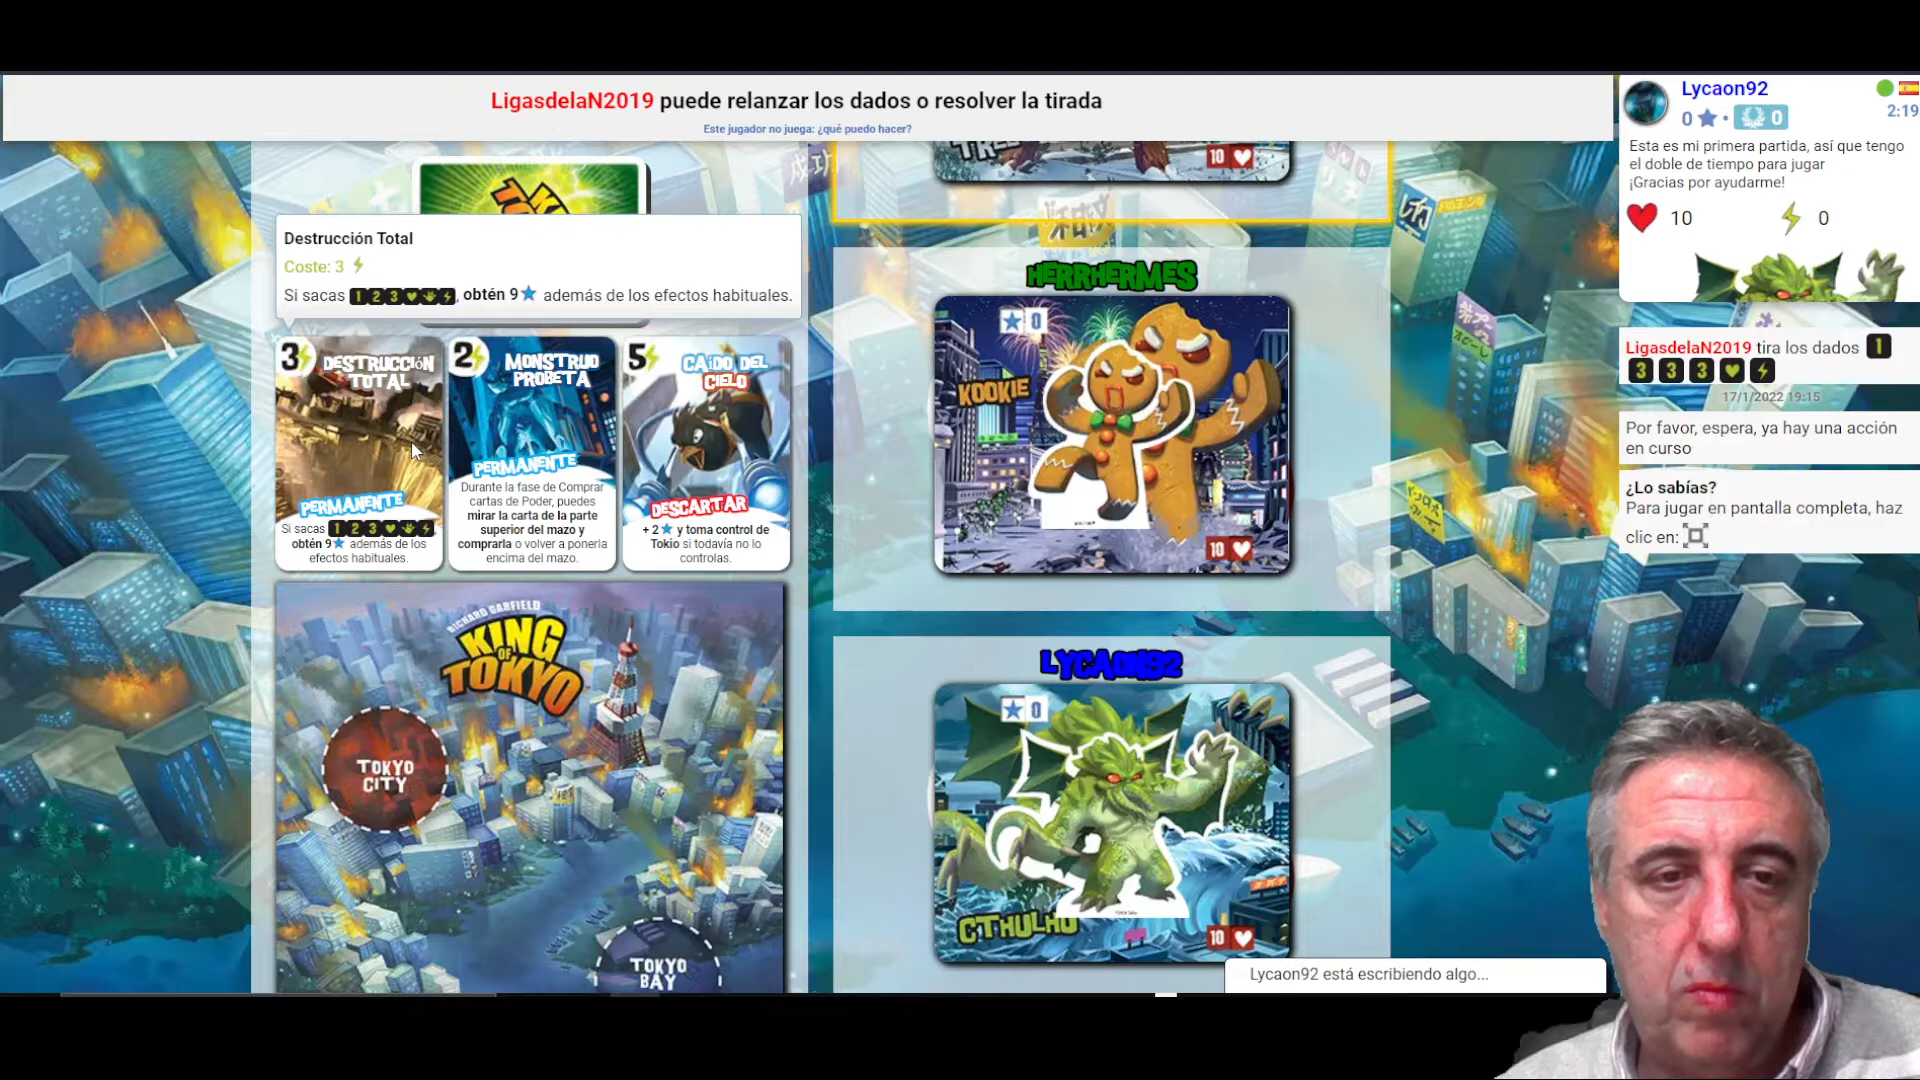 LigasdelaN2019 puede relanzar los dados o resolver la tirada
Este jugador no juega: ¿qué puedo hacer?
10
Destrucción Total
Coste: 3
Si sacas 1 2 3, obtén 9 además de los efectos habituales.
3
DESTRUCCIÓN
TOTAL
PERMANENTE
Si sacas 1 2 3
obtén 9 además de los
efectos habituales.
2
MONSTRUO
PROBETA
PERMANENTE
Durante la fase de Comprar
cartas de Poder, puedes
mirar la carta de la parte
superior del mazo y
comprarla o volver a ponerla
encima del mazo.
5
CAÍDO DEL
CIELO
DESCARTAR
+ 2 y toma control de
Tokio si todavía no lo
controlas.
RICHARD GARFIELD
KING
OF
TOKYO
TOKYO
CITY
TOKYO
BAY
HERRHERMES
0
KOOKIE
10
LYCAON92
0
CTHULHU
10
Lycaon92 está escribiendo algo...
Lycaon92
0 • 0
2:19
Esta es mi primera partida, así que tengo
el doble de tiempo para jugar
¡Gracias por ayudarme!
10 0
LigasdelaN2019 tira los dados 1
3 3 3
17/1/2022 19:15
Por favor, espera, ya hay una acción
en curso
¿Lo sabías?
Para jugar en pantalla completa, haz
clic en: